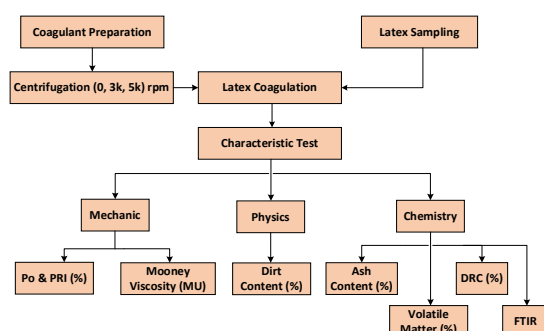 Coagulant Preparation
Latex Sampling
Centrifugation (0, 3k, 5k) rpm
Latex Coagulation
Characteristic Test
Mechanic
Physics
Chemistry
Po & PRI (%)
Mooney
Viscosity (MU)
Dirt
Content (%)
Ash
Content (%)
DRC (%)
Volatile
Matter (%)
FTIR